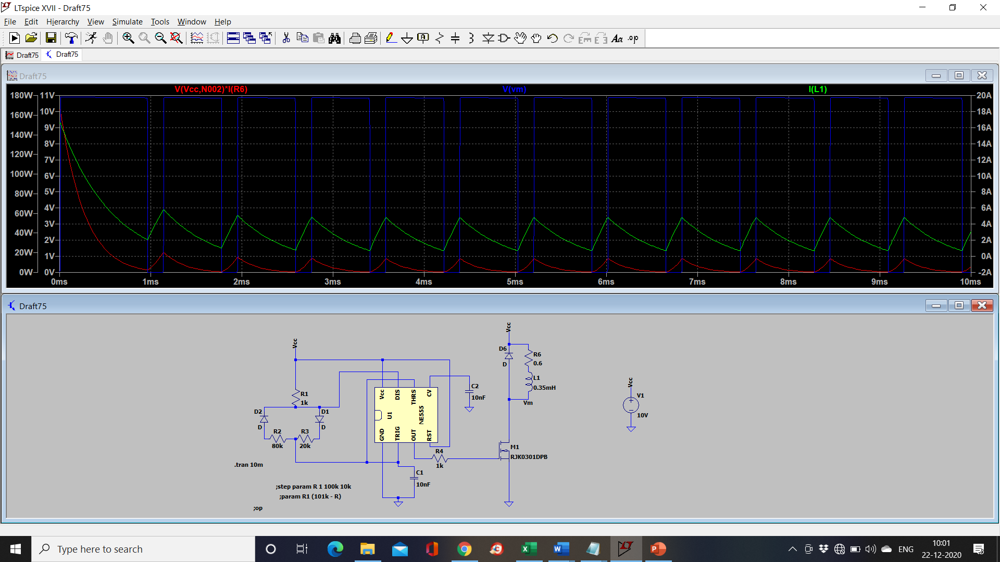 LTspice XVII - Draft75
File Edit Hierarchy View Simulate Tools Window Help
Draft75 Draft75
Draft75
V(Vcc,N002)*I(R6) V(vm) I(L1)
180W 11V 20A
160W 10V 18A
9V 16A
140W 8V 14A
120W 7V 12A
100W 6V 10A
80W 5V 8A
60W 4V 6A
40W 3V 4A
20W 2V 2A
1V 0A
0W 0V -2A
0ms 1ms 2ms 3ms 4ms 5ms 6ms 7ms 8ms 9ms 10ms
Draft75
Vcc
Vcc
D6
D
R6
0.6
L1
0.35mH
Vm
Vcc
V1
10V
R1
1k
D2
D
D1
D
R2
80k
R3
20k
Vcc DIS THRS CV
U1 NE555
GND TRIG OUT RST
C2
10nF
R4
1k
M1
RJK0301DPB
C1
10nF
.tran 10m
;step param R 1 100k 10k
;param R1 (101k - R)
;op
Type here to search
ENG
10:01
22-12-2020